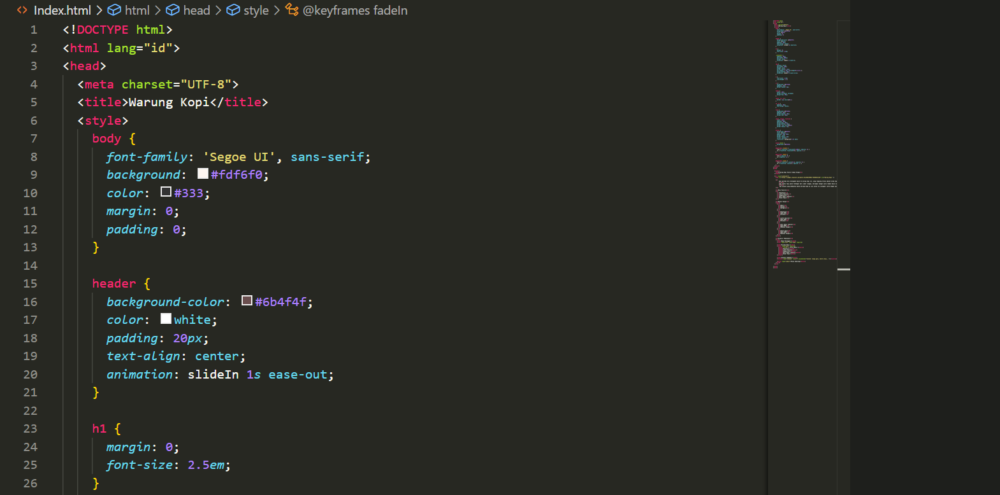 Index.html > html > head > style > @keyframes fadeIn
1 <!DOCTYPE html>
2 <html lang="id">
3 <head>
4 <meta charset="UTF-8">
5 <title>Warung Kopi</title>
6 <style>
7 body {
8 font-family: 'Segoe UI', sans-serif;
9 background: #fdf6f0;
10 color: #333;
11 margin: 0;
12 padding: 0;
13 }
14
15 header {
16 background-color: #6b4f4f;
17 color: white;
18 padding: 20px;
19 text-align: center;
20 animation: slideIn 1s ease-out;
21 }
22
23 h1 {
24 margin: 0;
25 font-size: 2.5em;
26 }